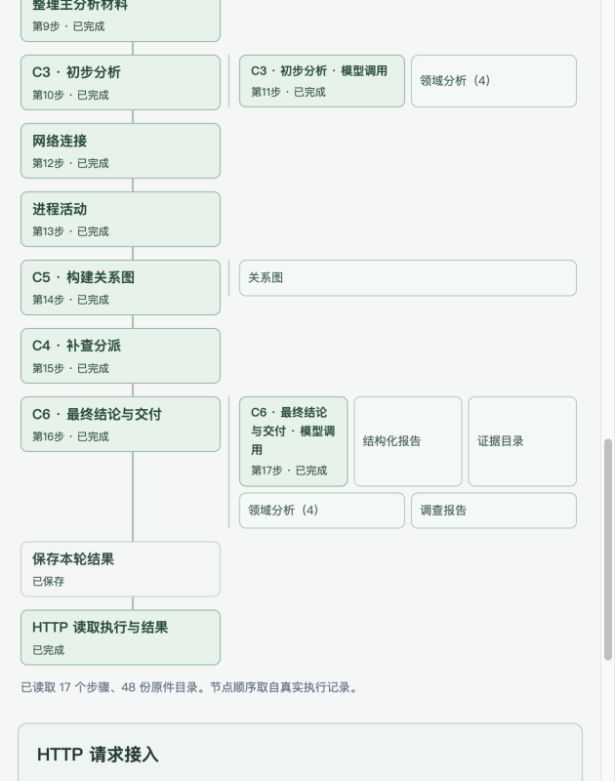 整理主分析材料
第9步 · 已完成
C3 · 初步分析
第10步 · 已完成
C3 · 初步分析 · 模型调用
第11步 · 已完成
领域分析（4）
网络连接
第12步 · 已完成
进程活动
第13步 · 已完成
C5 · 构建关系图
第14步 · 已完成
关系图
C4 · 补查分派
第15步 · 已完成
C6 · 最终结论与交付
第16步 · 已完成
C6 · 最终结论
与交付 · 模型调
用
第17步 · 已完成
结构化报告
证据目录
领域分析（4）
调查报告
保存本轮结果
已保存
HTTP 读取执行与结果
已完成
已读取 17 个步骤、48 份原件目录。节点顺序取自真实执行记录。
HTTP 请求接入